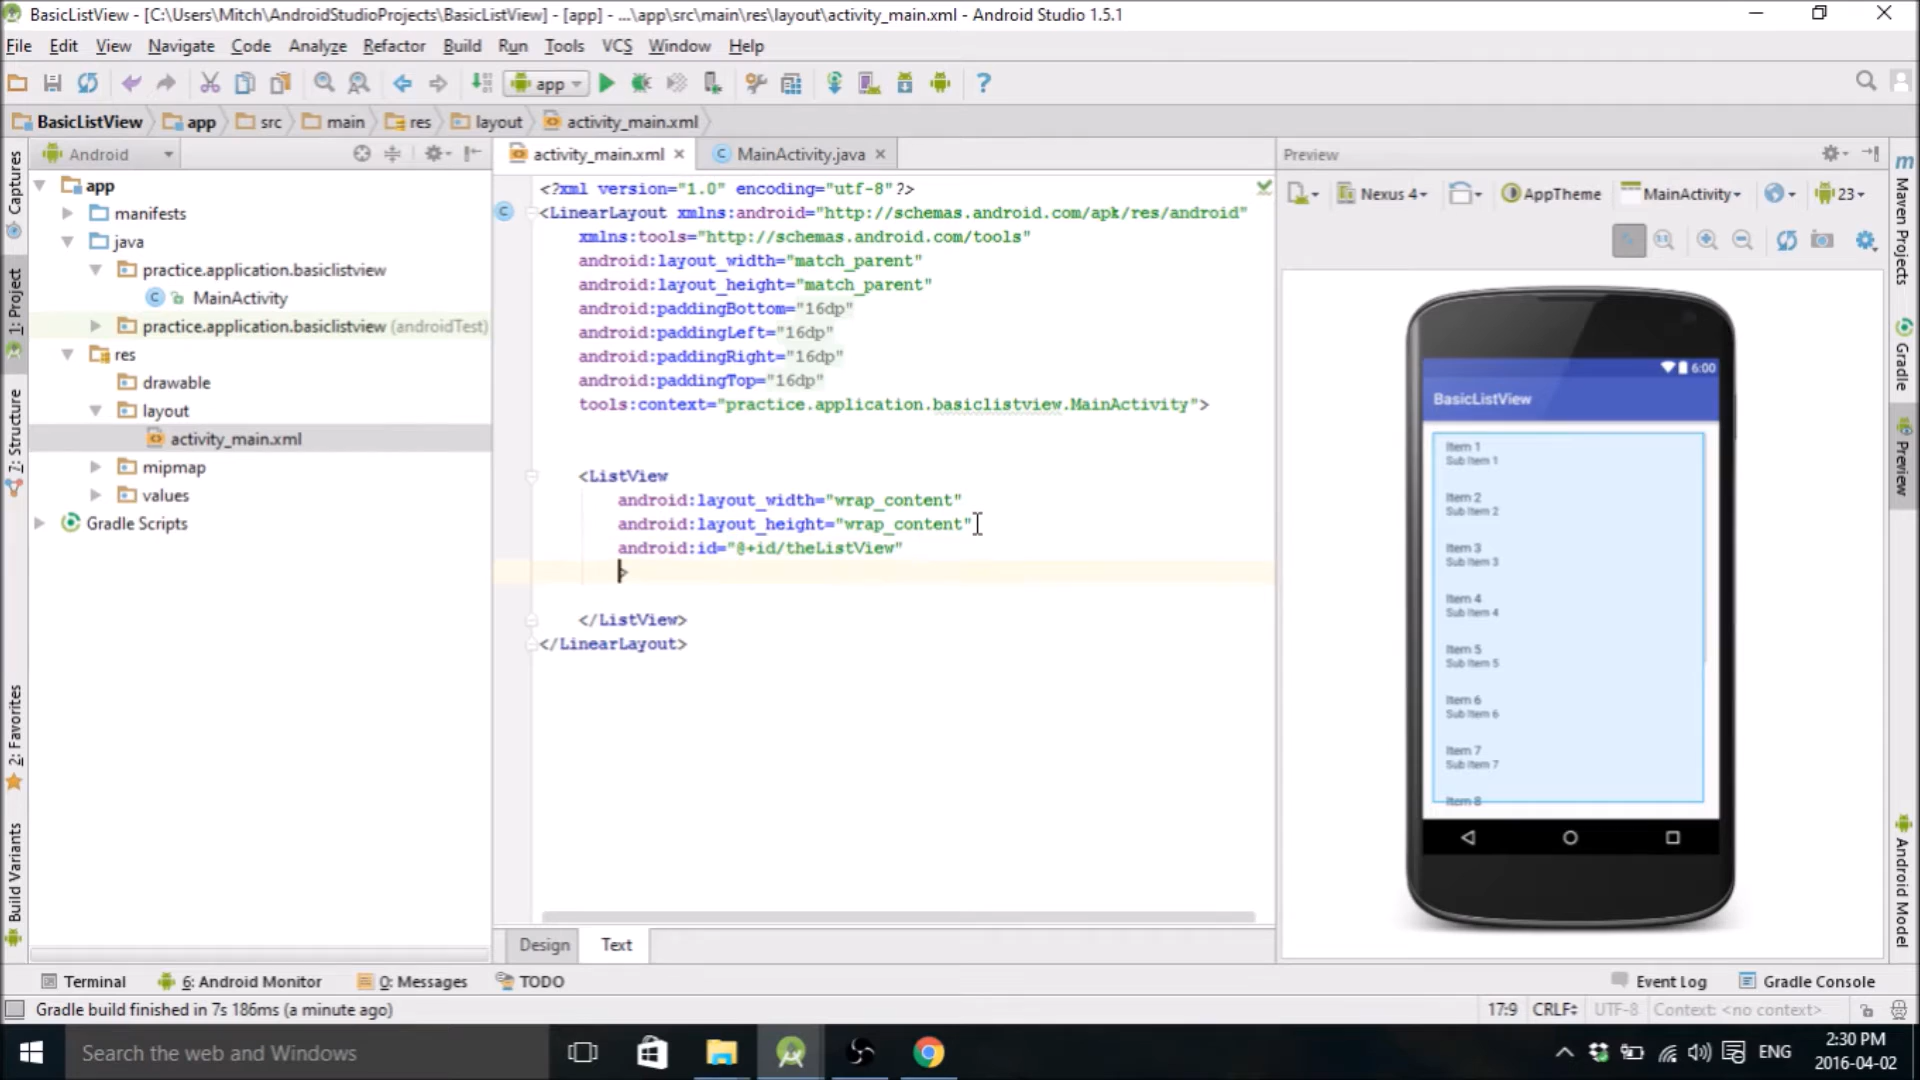 BasicListView - [C:\Users\Mitch\AndroidStudioProjects\BasicListView] - [app] - ...\app\src\main\res\layout\activity_main.xml - Android Studio 1.5.1
File Edit View Navigate Code Analyze Refactor Build Run Tools VCS Window Help
app
BasicListView app src main res layout activity_main.xml
Android
activity_main.xml MainActivity.java
Preview
Nexus 4 AppTheme MainActivity 23
app
manifests
java
practice.application.basiclistview
MainActivity
practice.application.basiclistview (androidTest)
res
drawable
layout
activity_main.xml
mipmap
values
Gradle Scripts
Captures
1: Project
7: Structure
2: Favorites
Build Variants
<?xml version="1.0" encoding="utf-8"?>
<LinearLayout xmlns:android="http://schemas.android.com/apk/res/android"
xmlns:tools="http://schemas.android.com/tools"
android:layout_width="match_parent"
android:layout_height="match_parent"
android:paddingBottom="16dp"
android:paddingLeft="16dp"
android:paddingRight="16dp"
android:paddingTop="16dp"
tools:context="practice.application.basiclistview.MainActivity">
<ListView
android:layout_width="wrap_content"
android:layout_height="wrap_content"
android:id="@+id/theListView"
>
</ListView>
</LinearLayout>
6:00
BasicListView
Item 1
Sub Item 1
Item 2
Sub Item 2
Item 3
Sub Item 3
Item 4
Sub Item 4
Item 5
Sub Item 5
Item 6
Sub Item 6
Item 7
Sub Item 7
Item 8
m Maven Projects
Gradle
Preview
Android Model
Design Text
Terminal 6: Android Monitor 0: Messages TODO Event Log Gradle Console
Gradle build finished in 7s 186ms (a minute ago) 17:9 CRLF UTF-8 Context: <no context>
Search the web and Windows
ENG
2:30 PM
2016-04-02